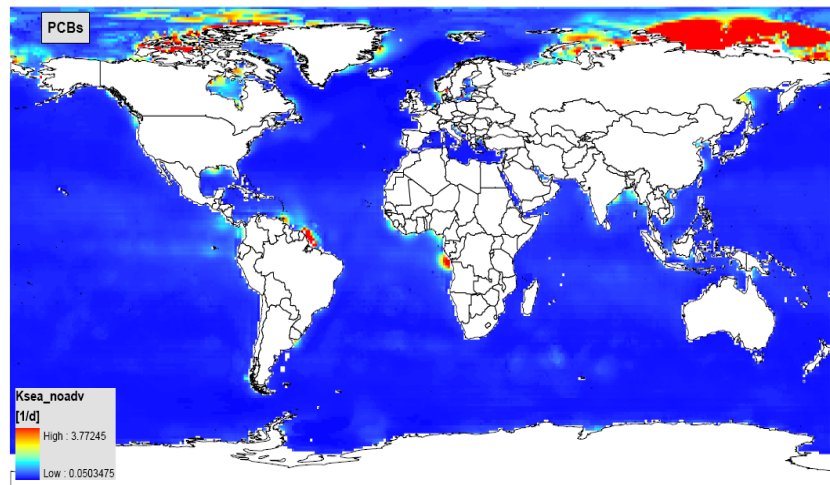 PCBs
Ksea_noadv
[1/d]
High : 3.77245
Low : 0.0503475